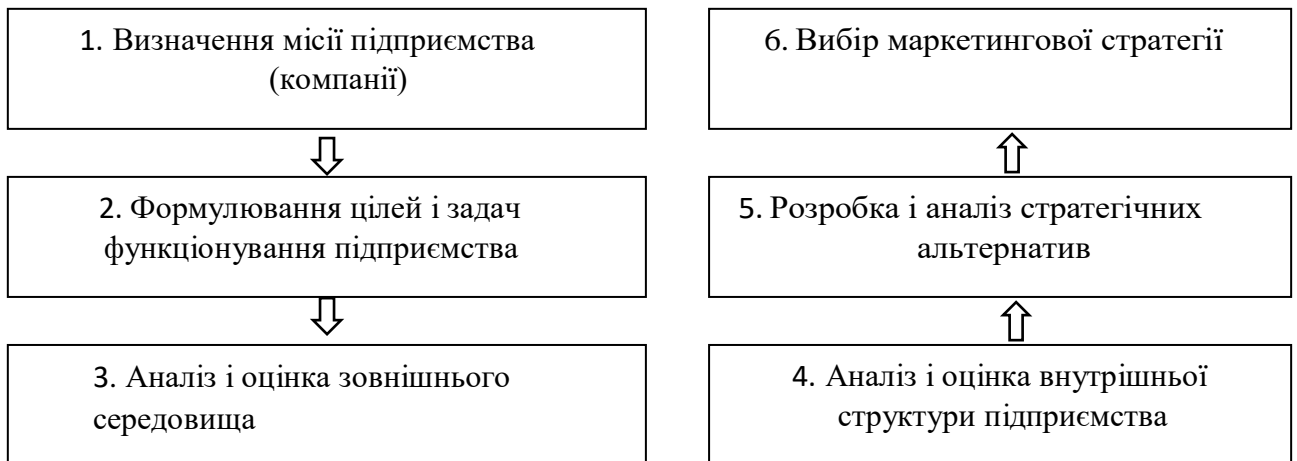 1. Визначення місії підприємства
(компанії)
2. Формулювання цілей і задач
функціонування підприємства
3. Аналіз і оцінка зовнішнього
середовища
4. Аналіз і оцінка внутрішньої
структури підприємства
5. Розробка і аналіз стратегічних
альтернатив
6. Вибір маркетингової стратегії